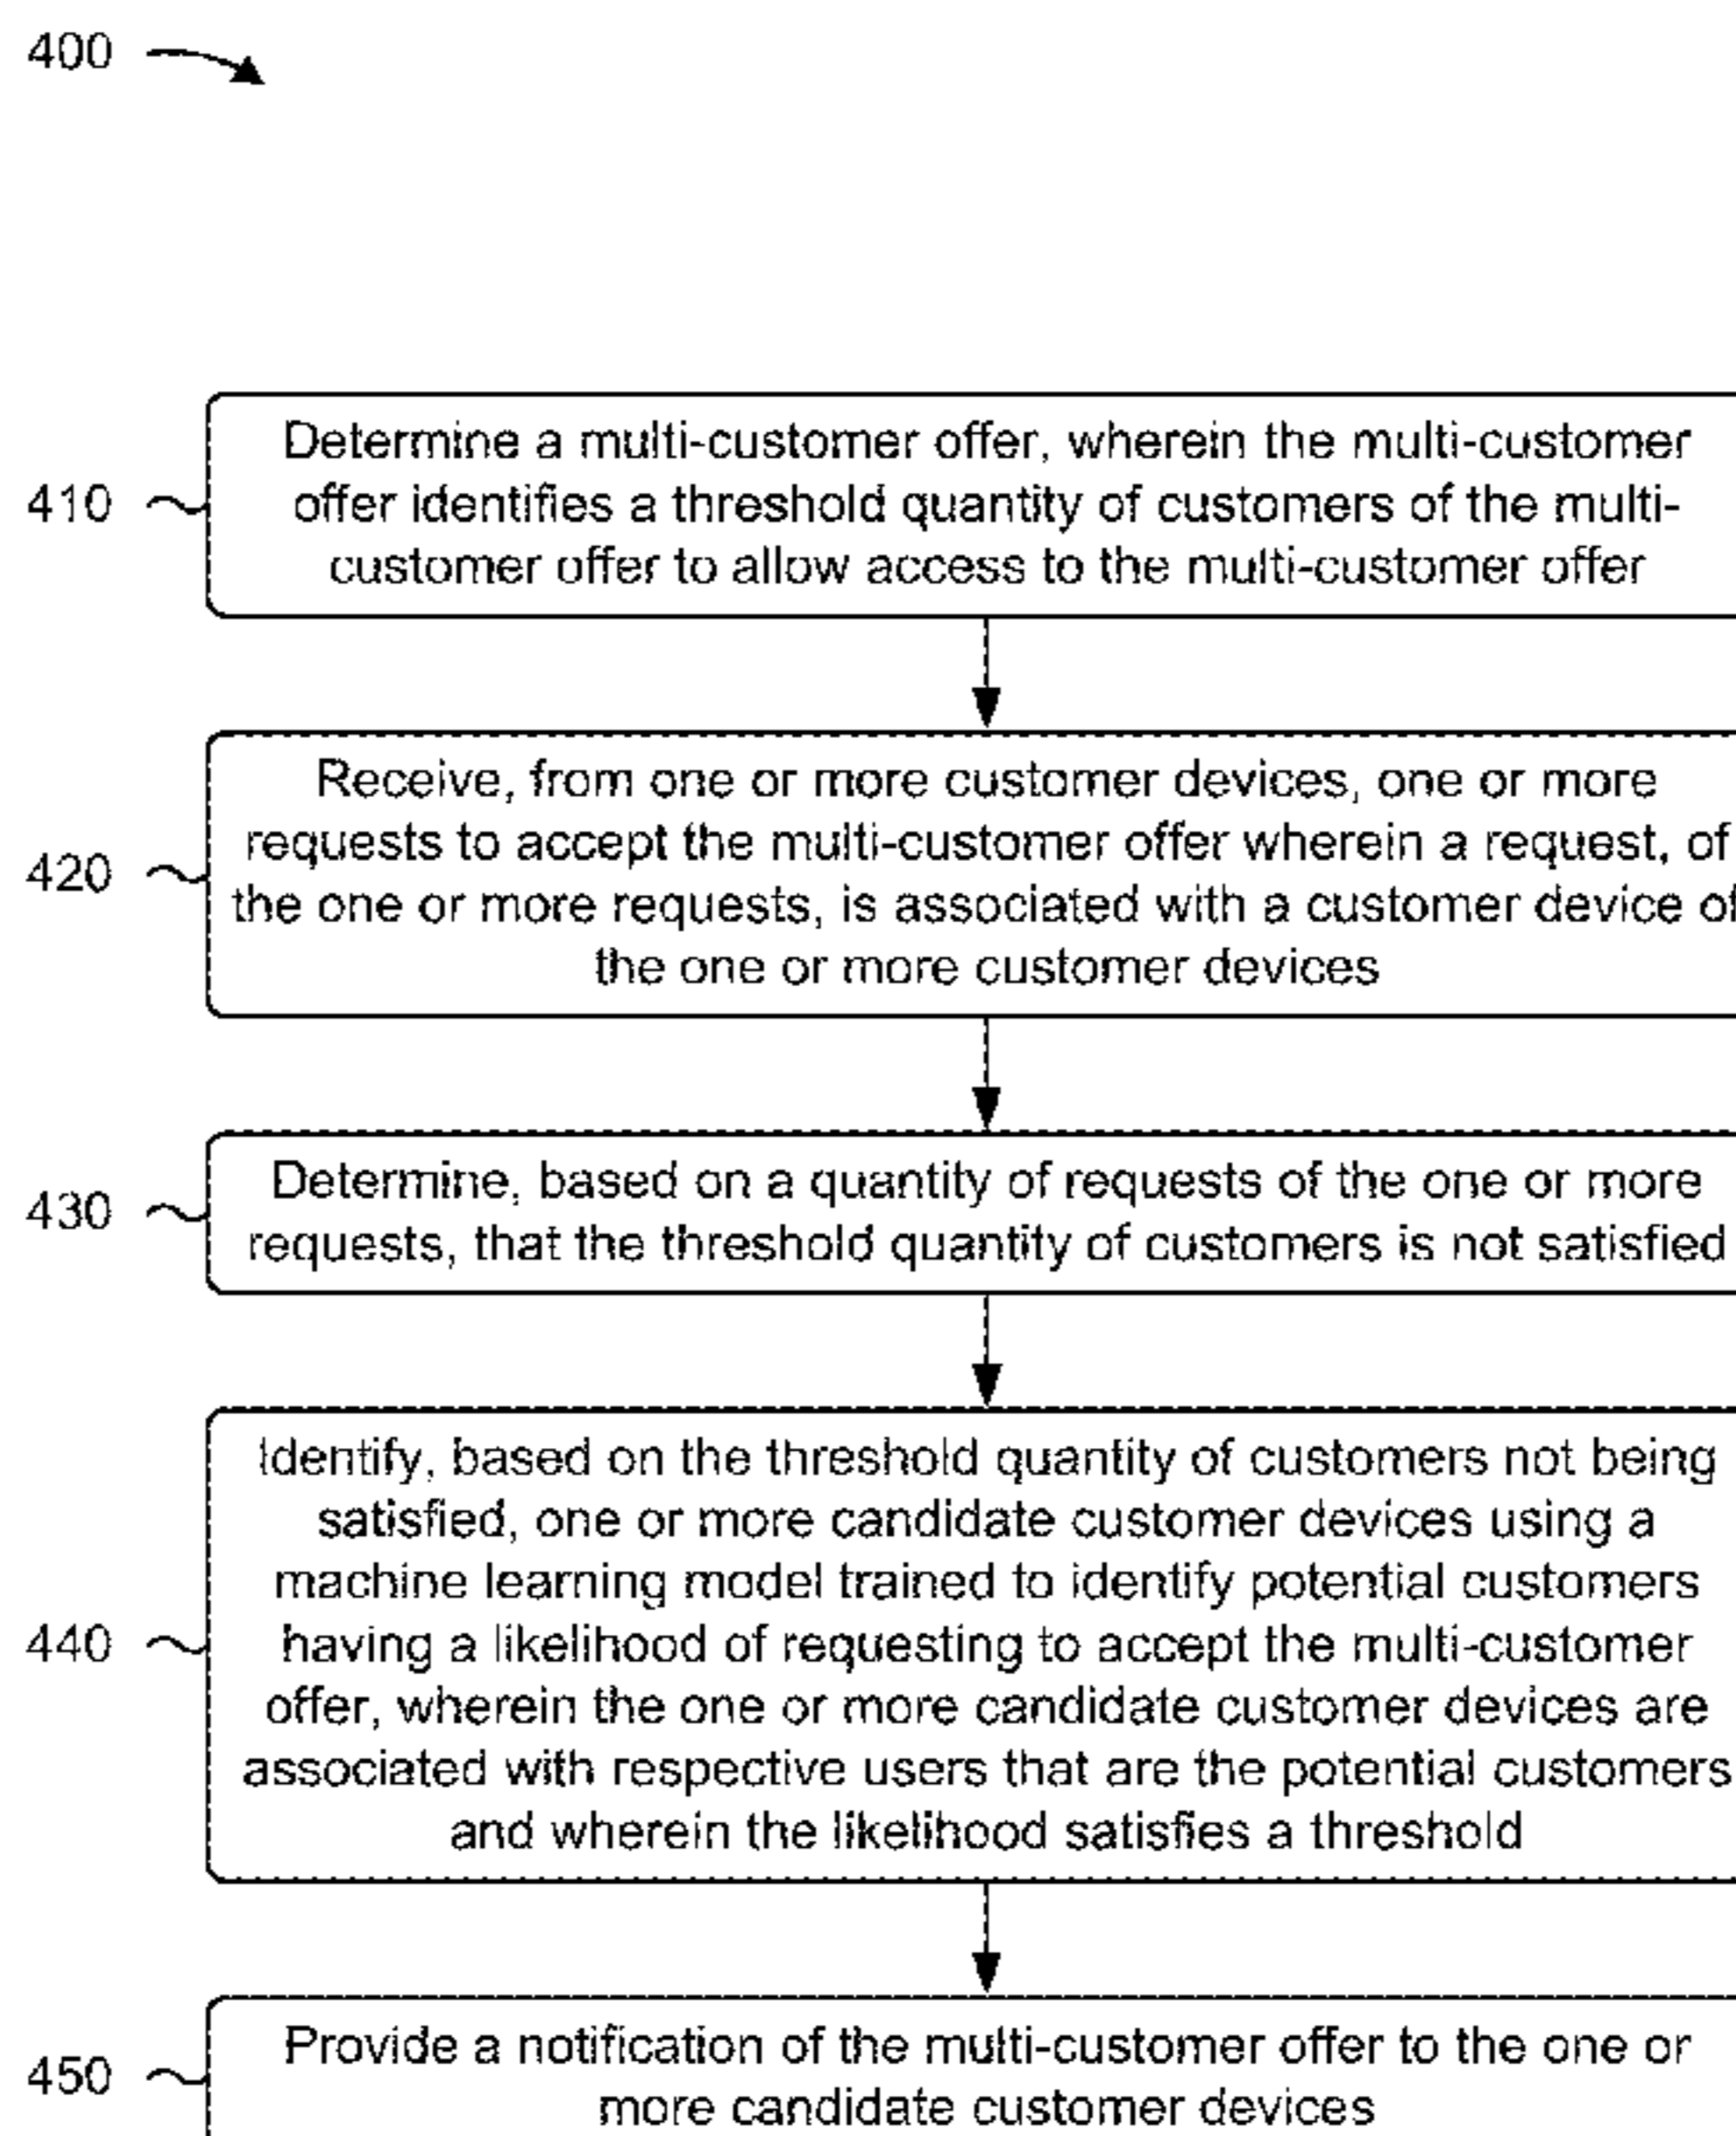 400
Determine a multi-customer offer, wherein the multi-customer
410
offer identifies a threshold quantity of customers of the multi-
customer offer to allow access to the multi-customer offer
Receive, from one or more customer devices, one or more
requests to accept the multi-customer offer wherein a request, of
420
the one or more requests, is associated with a customer device of
the one or more customer devices
Determine, based on a quantity of requests of the one or more
430
requests, that the threshold quantity of customers is not satisfied
Identify, based on the threshold quantity of customers not being
satisfied, one or more candidate customer devices using a
machine learning model trained to identify potential customers
440
having a likelihood of requesting to accept the multi-customer
offer, wherein the one or more candidate customer devices are
associated with respective users that are the potential customers
and wherein the likelihood satisfies a threshold
Provide a notification of the multi-customer offer to the one or
450
more candidate customer devices